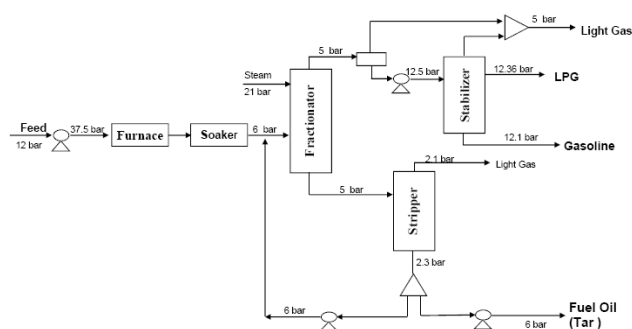 5 bar
Light Gas
5 bar
12.5 bar
Stabilizer
12.36 bar
LPG
Steam
21 bar
Fractionator
Feed
12 bar
37.5 bar
Furnace
Soaker
6 bar
12.1 bar
Gasoline
2.1 bar
Light Gas
5 bar
Stripper
2.3 bar
6 bar
6 bar
Fuel Oil
(Tar )